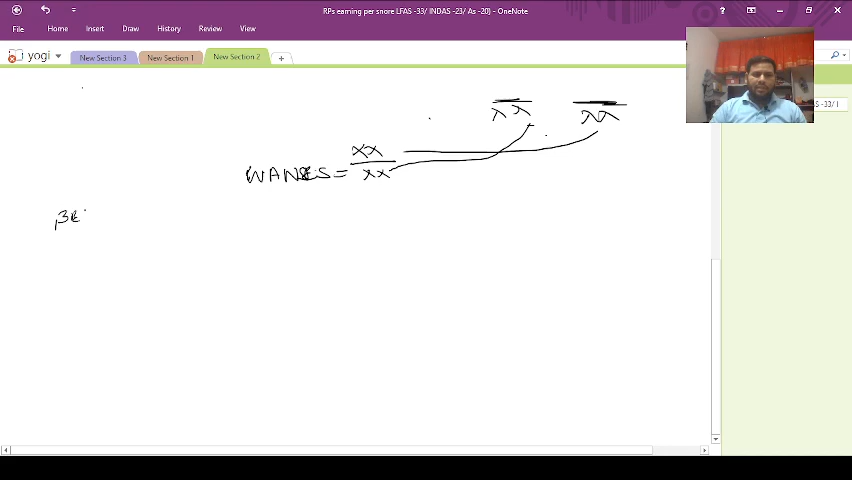 RPs earning per snore LFAS -33/ INDAS -23/ As -20) - OneNote
File Home Insert Draw History Review View
yogi New Section 3 New Section 1 New Section 2
-33/ I
xx xx
xx
WANES = xx